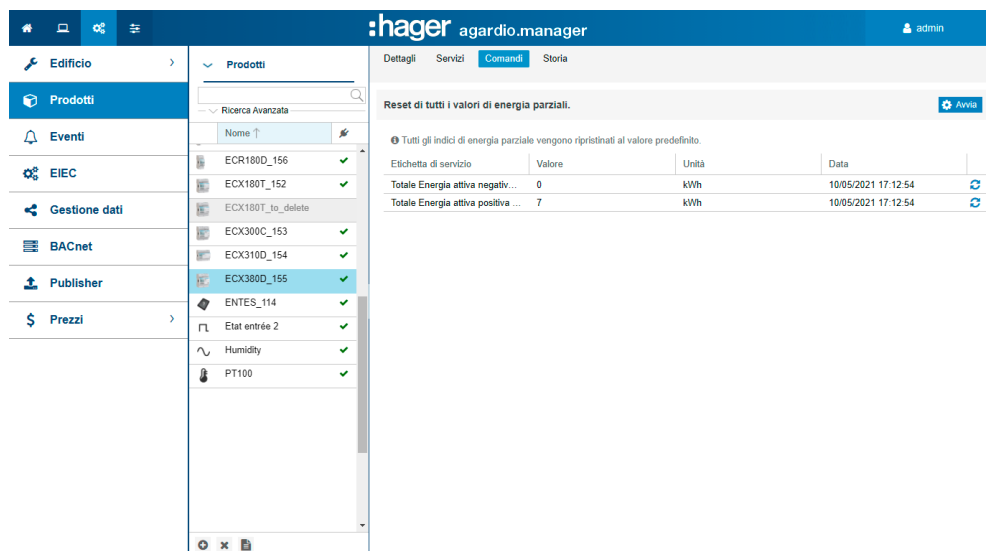 :hager agardio.manager
admin
Edificio
Prodotti
Eventi
EIEC
Gestione dati
BACnet
Publisher
Prezzi
Prodotti
Ricerca Avanzata
Nome
ECR180D_156
ECX180T_152
ECX180T_to_delete
ECX300C_153
ECX310D_154
ECX380D_155
ENTES_114
Etat entrée 2
Humidity
PT100
Dettagli Servizi Comandi Storia
Reset di tutti i valori di energia parziali. Avvia
Tutti gli indici di energia parziale vengono ripristinati al valore predefinito.
Etichetta di servizio Valore Unità Data
Totale Energia attiva negativ... 0 kWh 10/05/2021 17:12:54
Totale Energia attiva positiva ... 7 kWh 10/05/2021 17:12:54